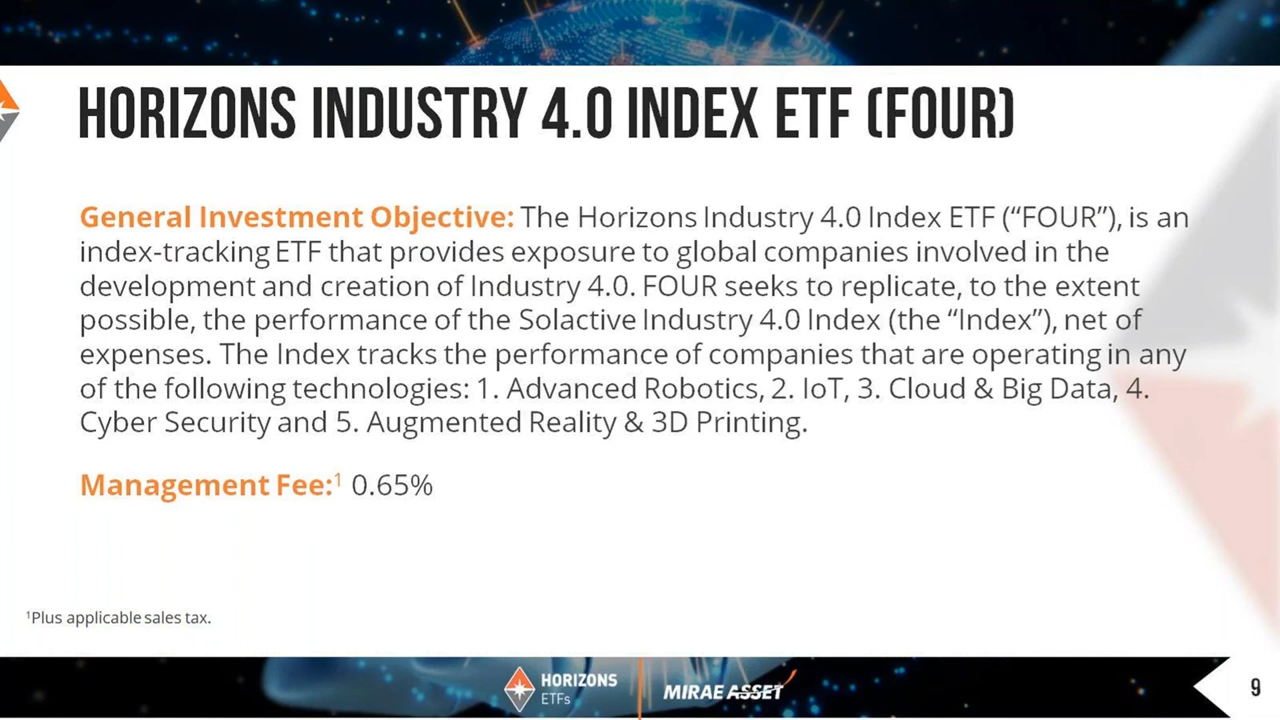 HORIZONS INDUSTRY 4.0 INDEX ETF (FOUR)
General Investment Objective: The Horizons Industry 4.0 Index ETF (“FOUR”), is an
index-tracking ETF that provides exposure to global companies involved in the
development and creation of Industry 4.0. FOUR seeks to replicate, to the extent
possible, the performance of the Solactive Industry 4.0 Index (the “Index”), net of
expenses. The Index tracks the performance of companies that are operating in any
of the following technologies: 1. Advanced Robotics, 2. IoT, 3. Cloud & Big Data, 4.
Cyber Security and 5. Augmented Reality & 3D Printing.
Management Fee:¹ 0.65%
¹Plus applicable sales tax.
HORIZONS
ETFs
MIRAE ASSET
9